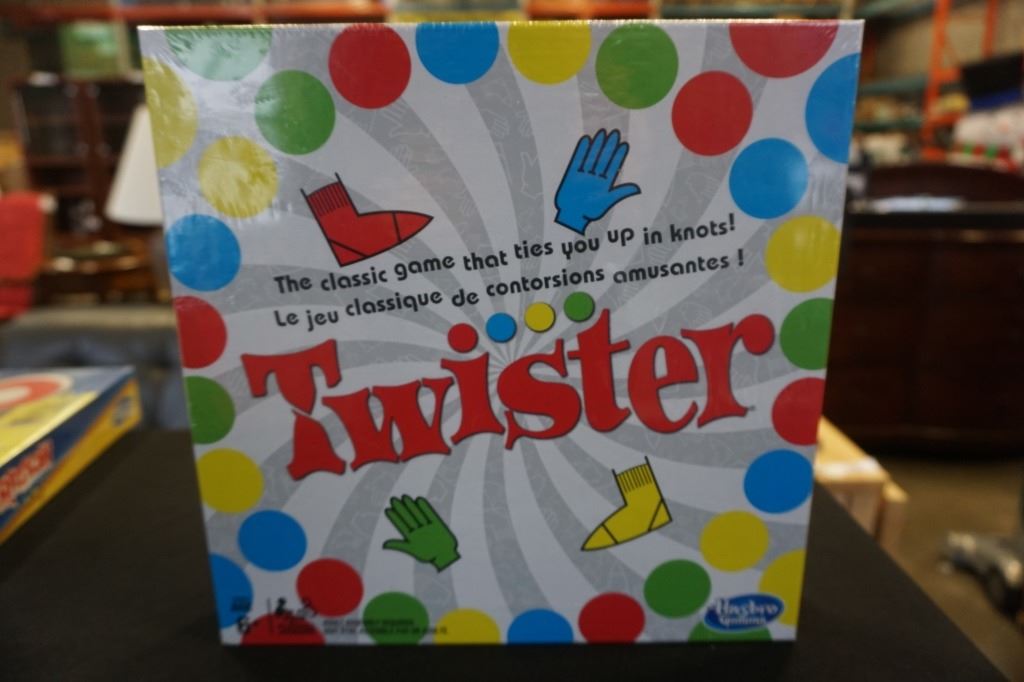 The classic game that ties you up in knots!
Le jeu classique de contorsions amusantes !
Twister
Hasbro
Gaming